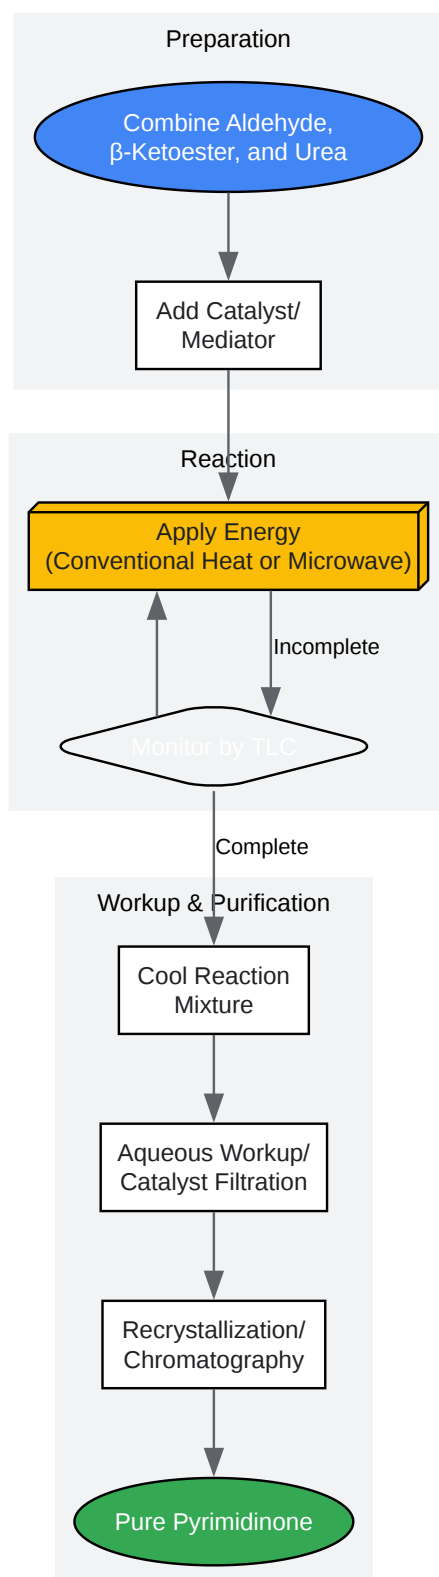 Preparation
Combine Aldehyde,
β-Ketoester, and Urea
Add Catalyst/
Mediator
Reaction
Apply Energy
(Conventional Heat or Microwave)
Incomplete
Monitor by TLC
Complete
Workup & Purification
Cool Reaction
Mixture
Aqueous Workup/
Catalyst Filtration
Recrystallization/
Chromatography
Pure Pyrimidinone